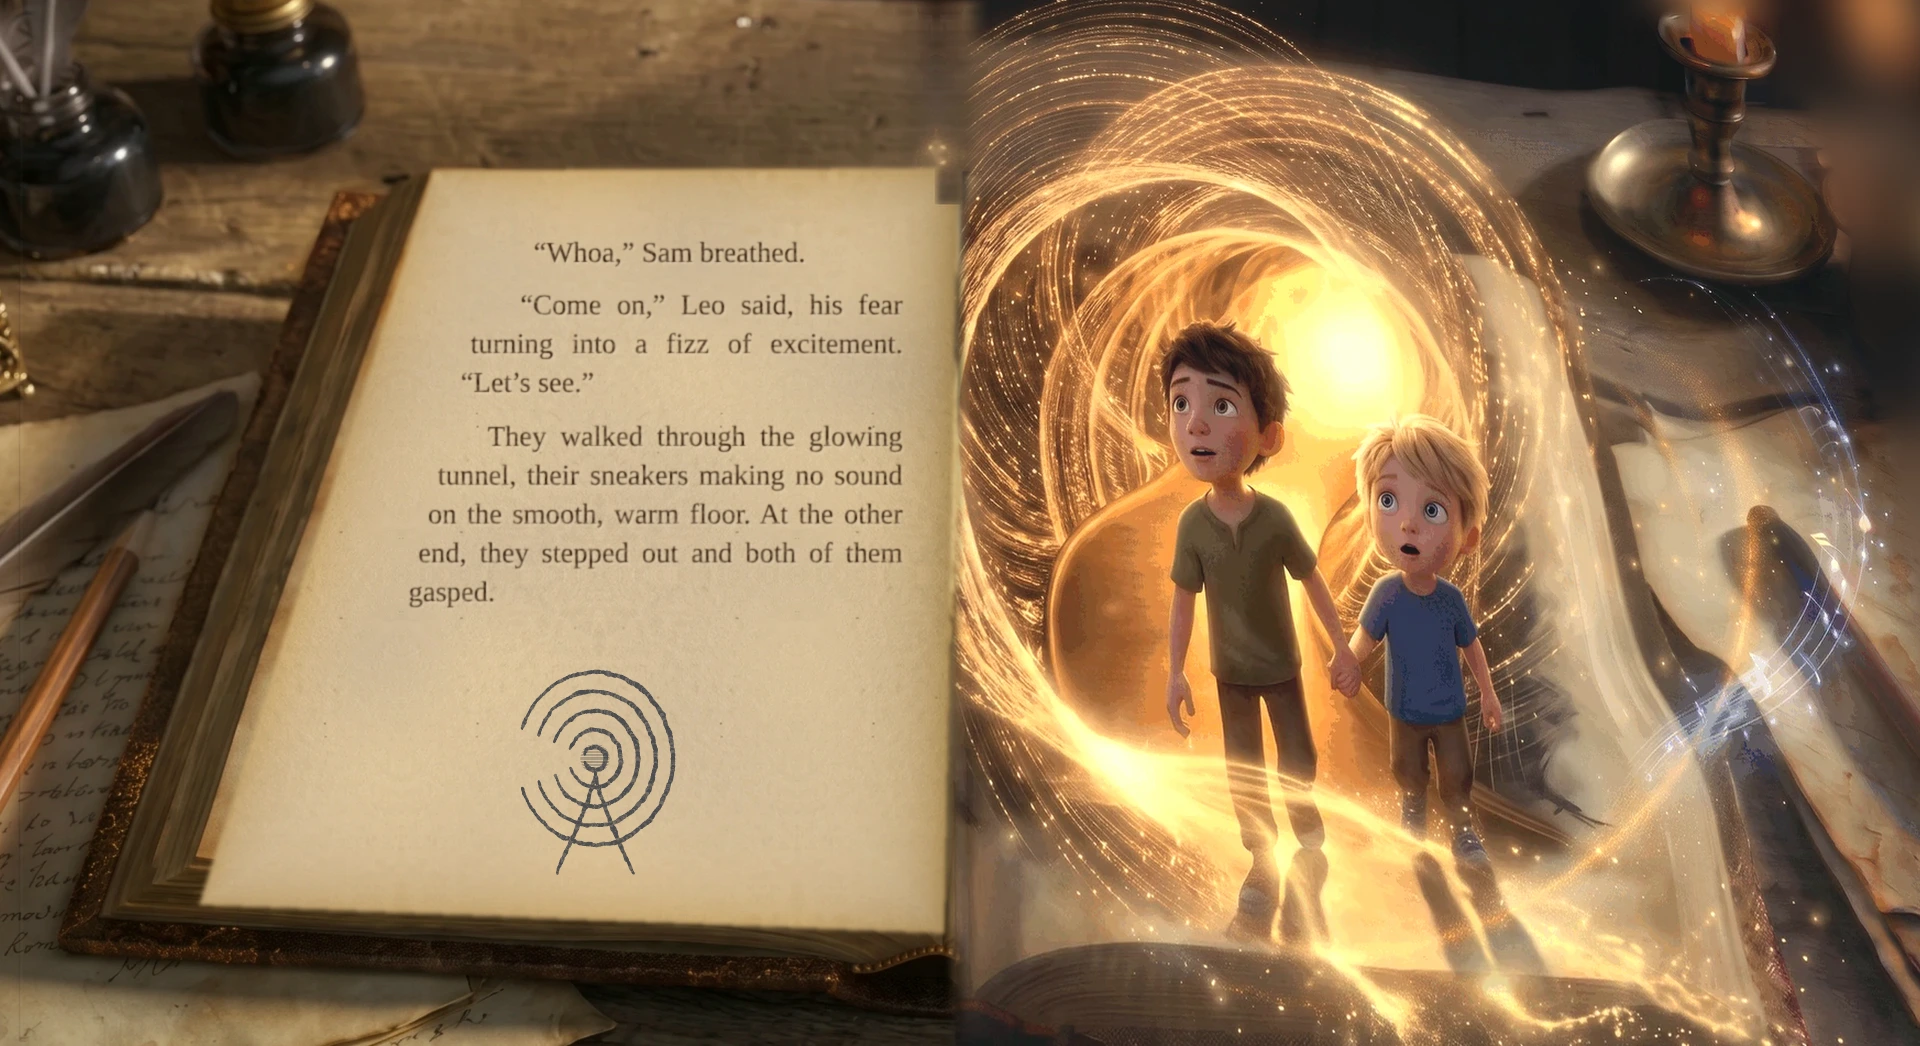 “Whoa,” Sam breathed.
“Come on,” Leo said, his fear
turning into a fizz of excitement.
“Let’s see.”
They walked through the glowing
tunnel, their sneakers making no sound
on the smooth, warm floor. At the other
end, they stepped out and both of them
gasped.